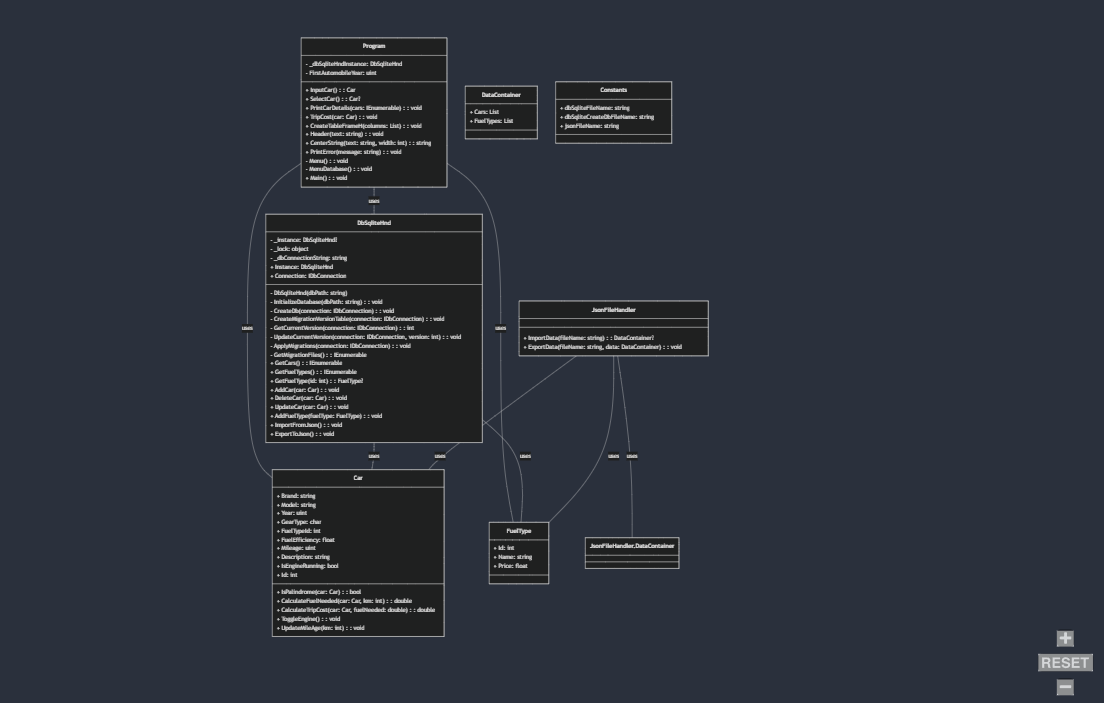 Program
- _dbSqliteHndInstance: DbSqliteHnd
- FirstAutomobileYear: uint
+ InputCar() : : Car
+ SelectCar() : : Car?
+ PrintCarDetails(cars: IEnumerable) : : void
+ TripCost(car: Car) : : void
+ CreateTableFrameH(columns: List) : : void
+ Header(text: string) : : void
+ CenterString(text: string, width: int) : : string
+ PrintError(message: string) : : void
- Menu() : : void
- MenuDatabase() : : void
+ Main() : : void
DataContainer
+ Cars: List
+ FuelTypes: List
Constants
+ dbSqliteFileName: string
+ dbSqliteCreateDbFileName: string
+ jsonFileName: string
uses
DbSqliteHnd
- _instance: DbSqliteHnd?
- _lock: object
- _dbConnectionString: string
+ Instance: DbSqliteHnd
+ Connection: IDbConnection
- DbSqliteHnd(dbPath: string)
- InitializeDatabase(dbPath: string) : : void
- CreateDb(connection: IDbConnection) : : void
- CreateMigrationVersionTable(connection: IDbConnection) : : void
- GetCurrentVersion(connection: IDbConnection) : : int
- UpdateCurrentVersion(connection: IDbConnection, version: int) : : void
- ApplyMigrations(connection: IDbConnection) : : void
- GetMigrationFiles() : : IEnumerable
+ GetCars() : : IEnumerable
+ GetFuelTypes() : : IEnumerable
+ GetFuelType(id: int) : : FuelType?
+ AddCar(car: Car) : : void
+ DeleteCar(car: Car) : : void
+ UpdateCar(car: Car) : : void
+ AddFuelType(fuelType: FuelType) : : void
+ ImportFromJson() : : void
+ ExportToJson() : : void
uses
uses
JsonFileHandler
+ ImportData(fileName: string) : : DataContainer?
+ ExportData(fileName: string, data: DataContainer) : : void
uses
uses
uses
uses
uses
Car
+ Brand: string
+ Model: string
+ Year: uint
+ GearType: char
+ FuelTypeId: int
+ FuelEfficiency: float
+ Mileage: uint
+ Description: string
+ IsEngineRunning: bool
+ Id: int
+ IsPalindrome(car: Car) : : bool
+ CalculateFuelNeeded(car: Car, km: int) : : double
+ CalculateTripCost(car: Car, fuelNeeded: double) : : double
+ ToggleEngine() : : void
+ UpdateMileAge(km: int) : : void
FuelType
+ Id: int
+ Name: string
+ Price: float
JsonFileHandler.DataContainer
+
RESET
−